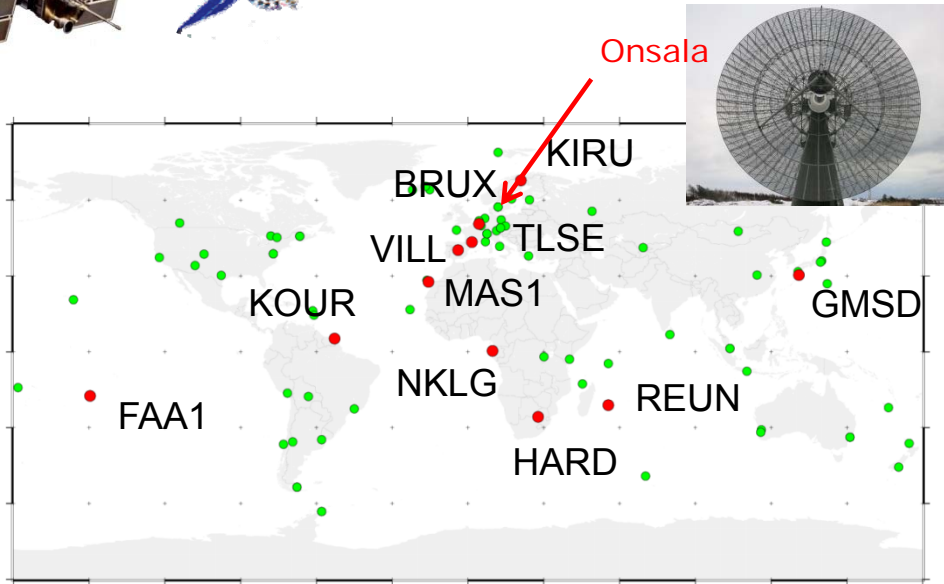 Onsala
KIRU
BRUX
VILL
TLSE
MAS1
KOUR
GMSD
NKLG
REUN
FAA1
HARD